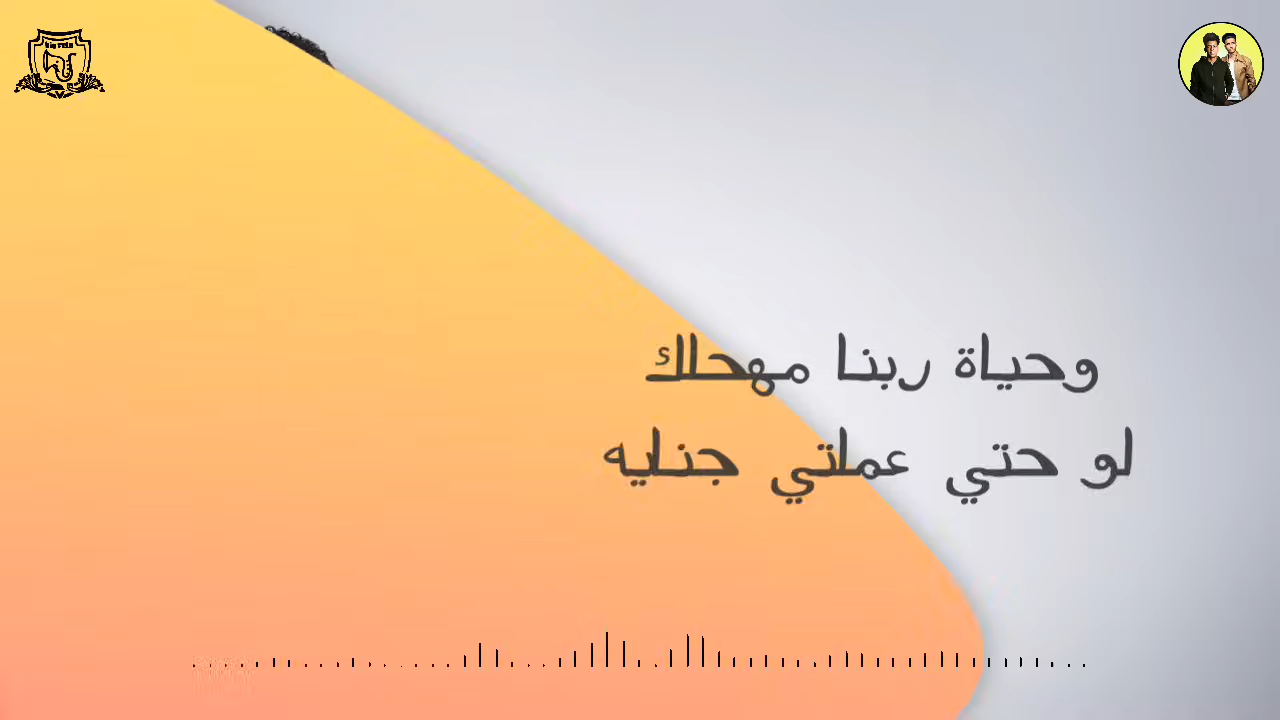 وحياة ربنا مهحلك
لو حتي عملتي جنايه